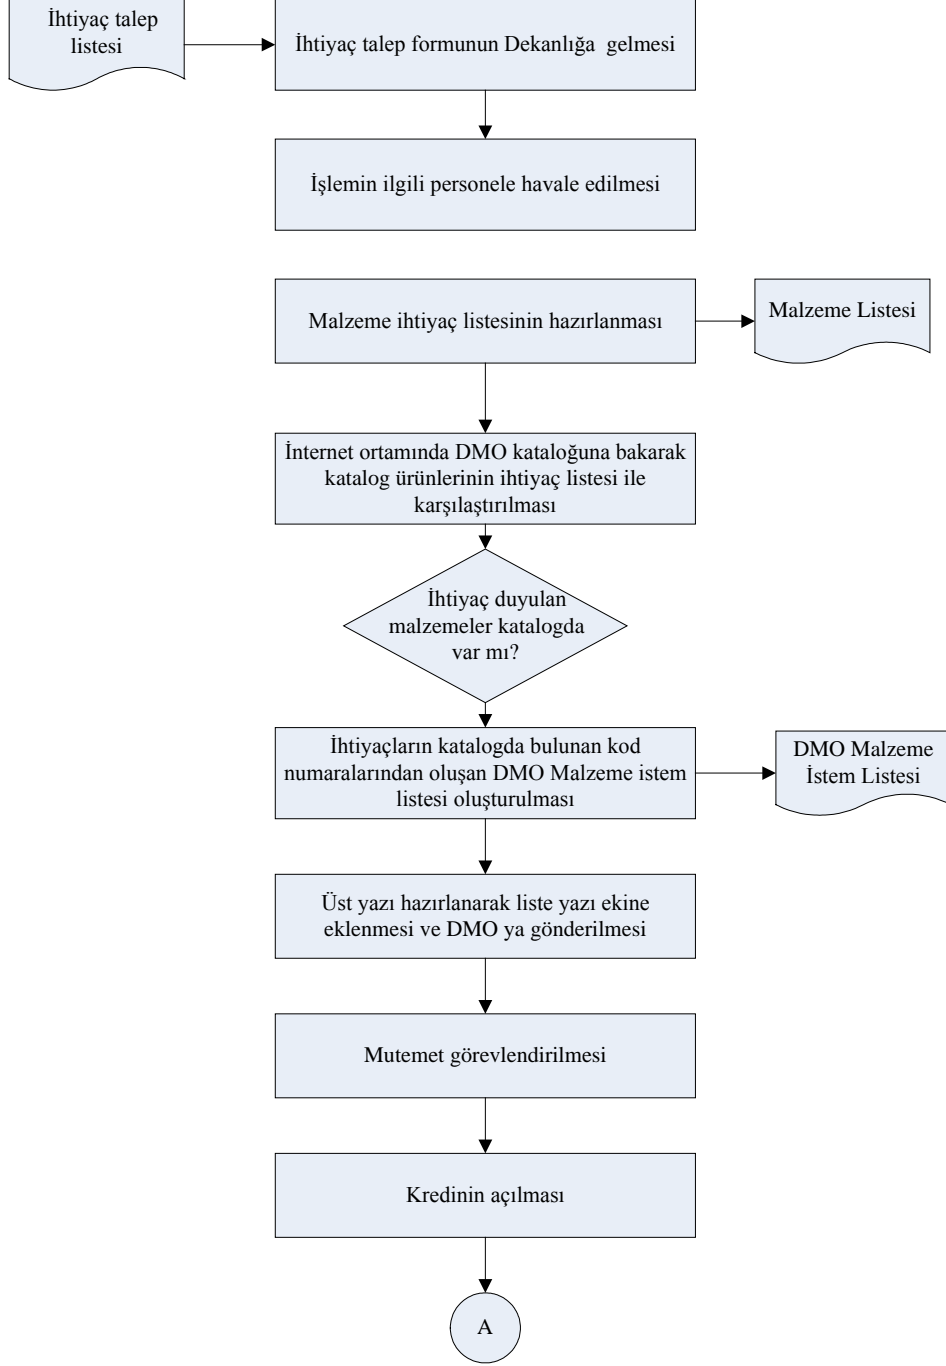 İhtiyaç talep
listesi
İhtiyaç talep formunun Dekanlığa  gelmesi
İşlemin ilgili personele havale edilmesi
Malzeme ihtiyaç listesinin hazırlanması
Malzeme Listesi
İnternet ortamında DMO kataloğuna bakarak
katalog ürünlerinin ihtiyaç listesi ile
karşılaştırılması
İhtiyaç duyulan
malzemeler katalogda
var mı?
İhtiyaçların katalogda bulunan kod
numaralarından oluşan DMO Malzeme istem
listesi oluşturulması
DMO Malzeme
İstem Listesi
Üst yazı hazırlanarak liste yazı ekine
eklenmesi ve DMO ya gönderilmesi
Mutemet görevlendirilmesi
Kredinin açılması
A